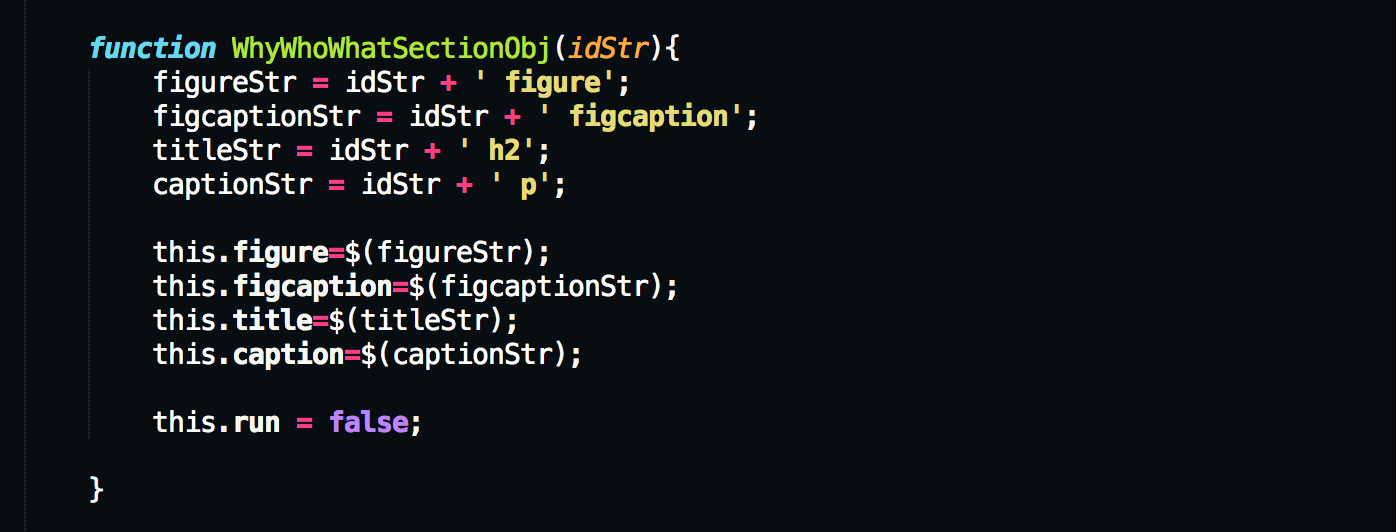 function WhyWhoWhatSectionObj(idStr){
figureStr = idStr + ' figure';
figcaptionStr = idStr + ' figcaption';
titleStr = idStr + ' h2';
captionStr = idStr + ' p';
this.figure=$(figureStr);
this.figcaption=$(figcaptionStr);
this.title=$(titleStr);
this.caption=$(captionStr);
this.run = false;
}